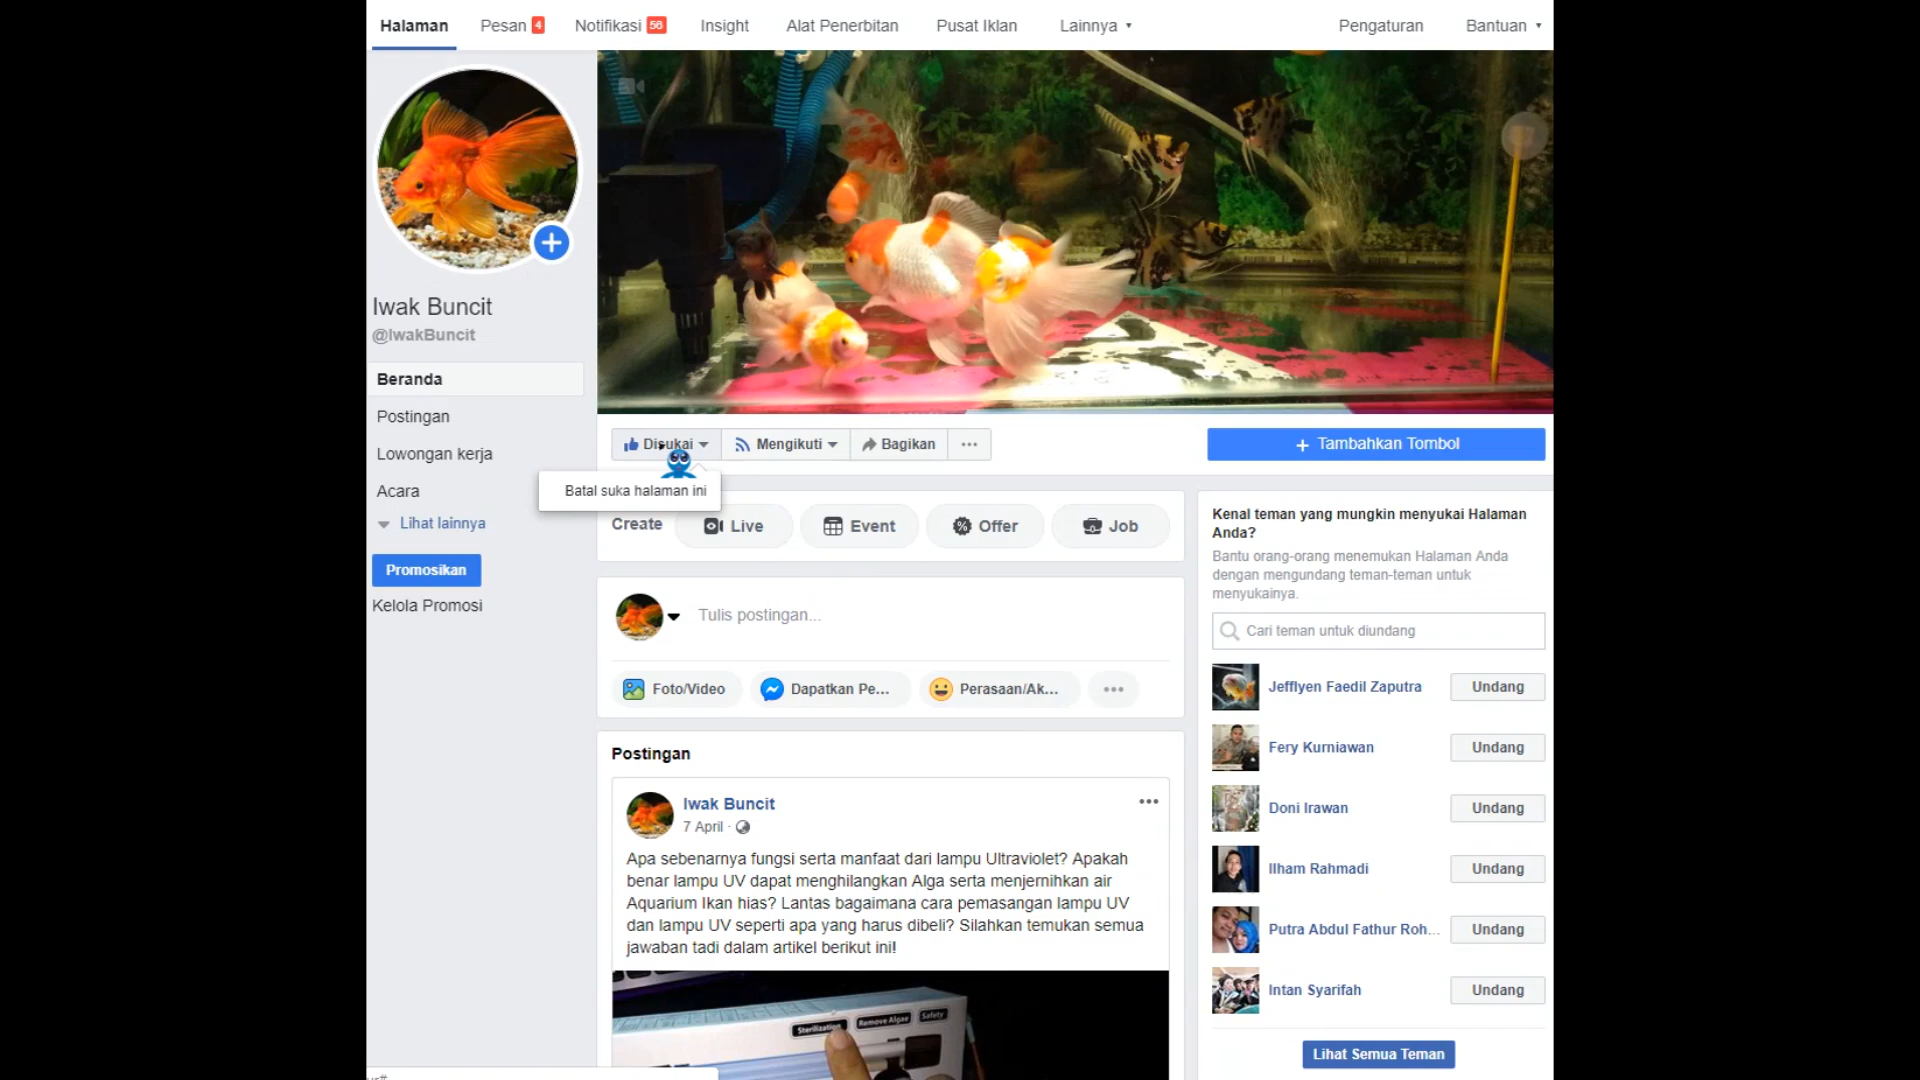 Halaman Pesan 4 Notifikasi 56 Insight Alat Penerbitan Pusat Iklan Lainnya Pengaturan Bantuan
Iwak Buncit
@IwakBuncit
Beranda
Postingan
Lowongan kerja
Acara
Lihat lainnya
Promosikan
Kelola Promosi
Disukai Mengikuti Bagikan ...
+ Tambahkan Tombol
Batal suka halaman ini
Create Live Event Offer Job
Tulis postingan...
Foto/Video Dapatkan Pe... Perasaan/Ak... ...
Postingan
Iwak Buncit
7 April ·
Apa sebenarnya fungsi serta manfaat dari lampu Ultraviolet? Apakah
benar lampu UV dapat menghilangkan Alga serta menjernihkan air
Aquarium Ikan hias? Lantas bagaimana cara pemasangan lampu UV
dan lampu UV seperti apa yang harus dibeli? Silahkan temukan semua
jawaban tadi dalam artikel berikut ini!
Sterilization Remove Algae Safety
Kenal teman yang mungkin menyukai Halaman
Anda?
Bantu orang-orang menemukan Halaman Anda
dengan mengundang teman-teman untuk
menyukainya.
Cari teman untuk diundang
Jefflyen Faedil Zaputra Undang
Fery Kurniawan Undang
Doni Irawan Undang
Ilham Rahmadi Undang
Putra Abdul Fathur Roh... Undang
Intan Syarifah Undang
Lihat Semua Teman